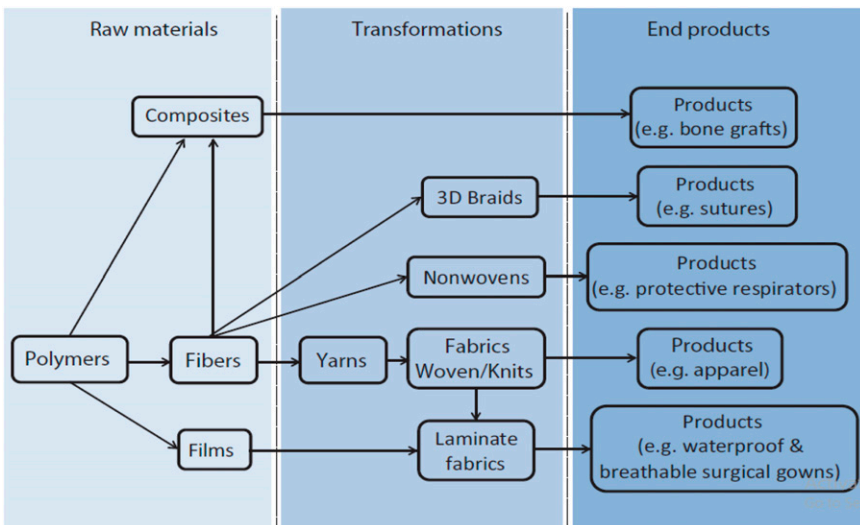 Raw materials
Transformations
End products
Composites
Products
(e.g. bone grafts)
3D Braids
Products
(e.g. sutures)
Nonwovens
Products
(e.g. protective respirators)
Polymers
Fibers
Yarns
Fabrics
Woven/Knits
Products
(e.g. apparel)
Films
Laminate
fabrics
Products
(e.g. waterproof &
breathable surgical gowns)